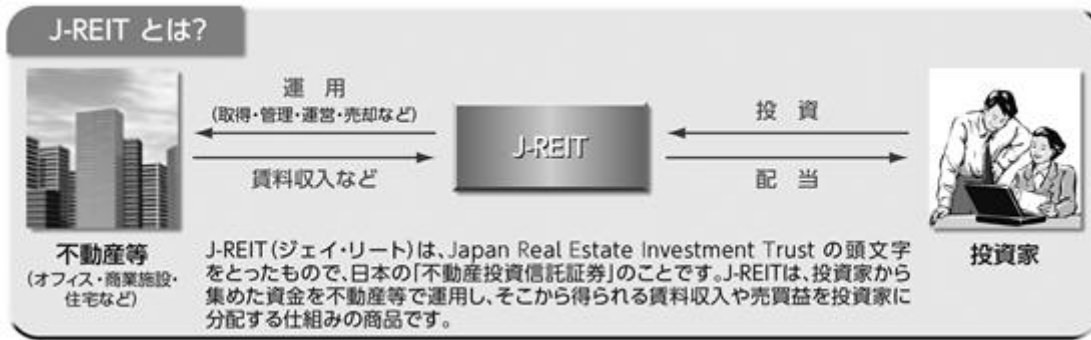 J-REIT とは?
運 用
(取得・管理・運営・売却など)
賃料収入など
J-REIT
投 資
配 当
不動産等
(オフィス・商業施設・
住宅など)
投資家
J-REIT(ジェイ・リート)は、Japan Real Estate Investment Trust の頭文字
をとったもので、日本の「不動産投資信託証券」のことです。J-REITは、投資家から
集めた資金を不動産等で運用し、そこから得られる賃料収入や売買益を投資家に
分配する仕組みの商品です。